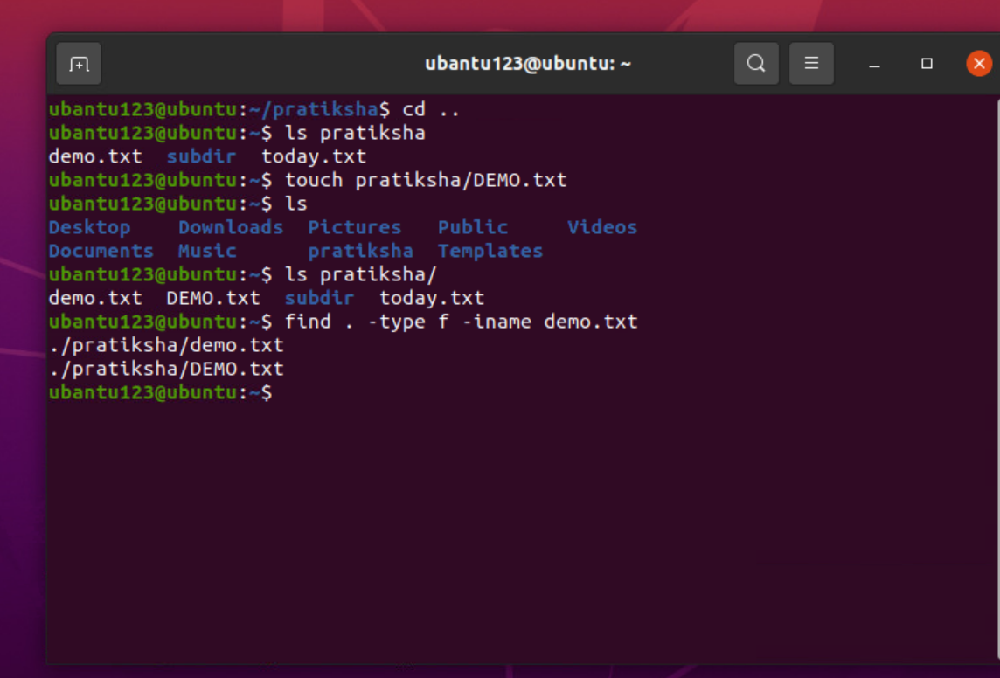 ubantu123@ubuntu: ~
ubantu123@ubuntu:~/pratiksha$ cd ..
ubantu123@ubuntu:~$ ls pratiksha
demo.txt  subdir  today.txt
ubantu123@ubuntu:~$ touch pratiksha/DEMO.txt
ubantu123@ubuntu:~$ ls
Desktop    Downloads  Pictures   Public     Videos
Documents  Music      pratiksha  Templates
ubantu123@ubuntu:~$ ls pratiksha/
demo.txt  DEMO.txt  subdir  today.txt
ubantu123@ubuntu:~$ find . -type f -iname demo.txt
./pratiksha/demo.txt
./pratiksha/DEMO.txt
ubantu123@ubuntu:~$